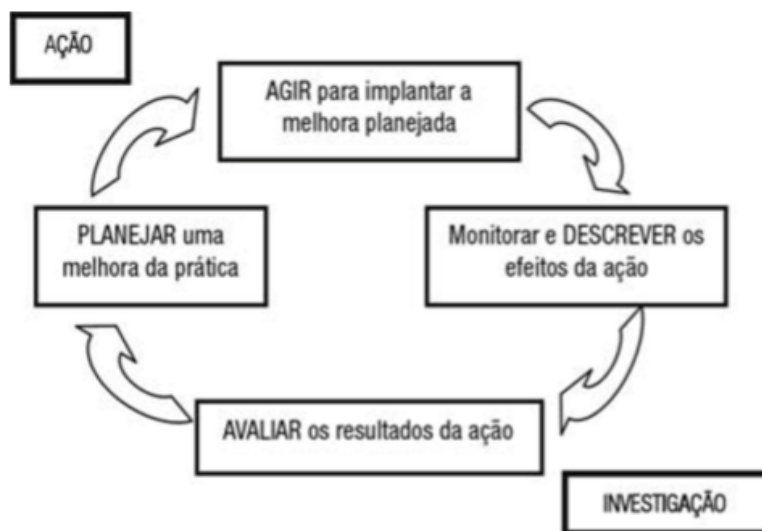 AÇÃO
AGIR para implantar a
melhora planejada
PLANEJAR uma
melhora da prática
Monitorar e DESCREVER os
efeitos da ação
AVALIAR os resultados da ação
INVESTIGAÇÃO